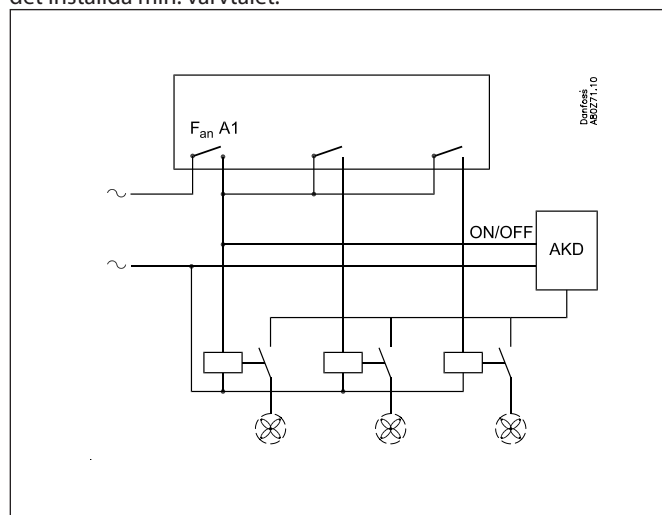 det inställda min. varvtalet.
Danfoss
A80Z71.10
Fan A1
ON/OFF
AKD